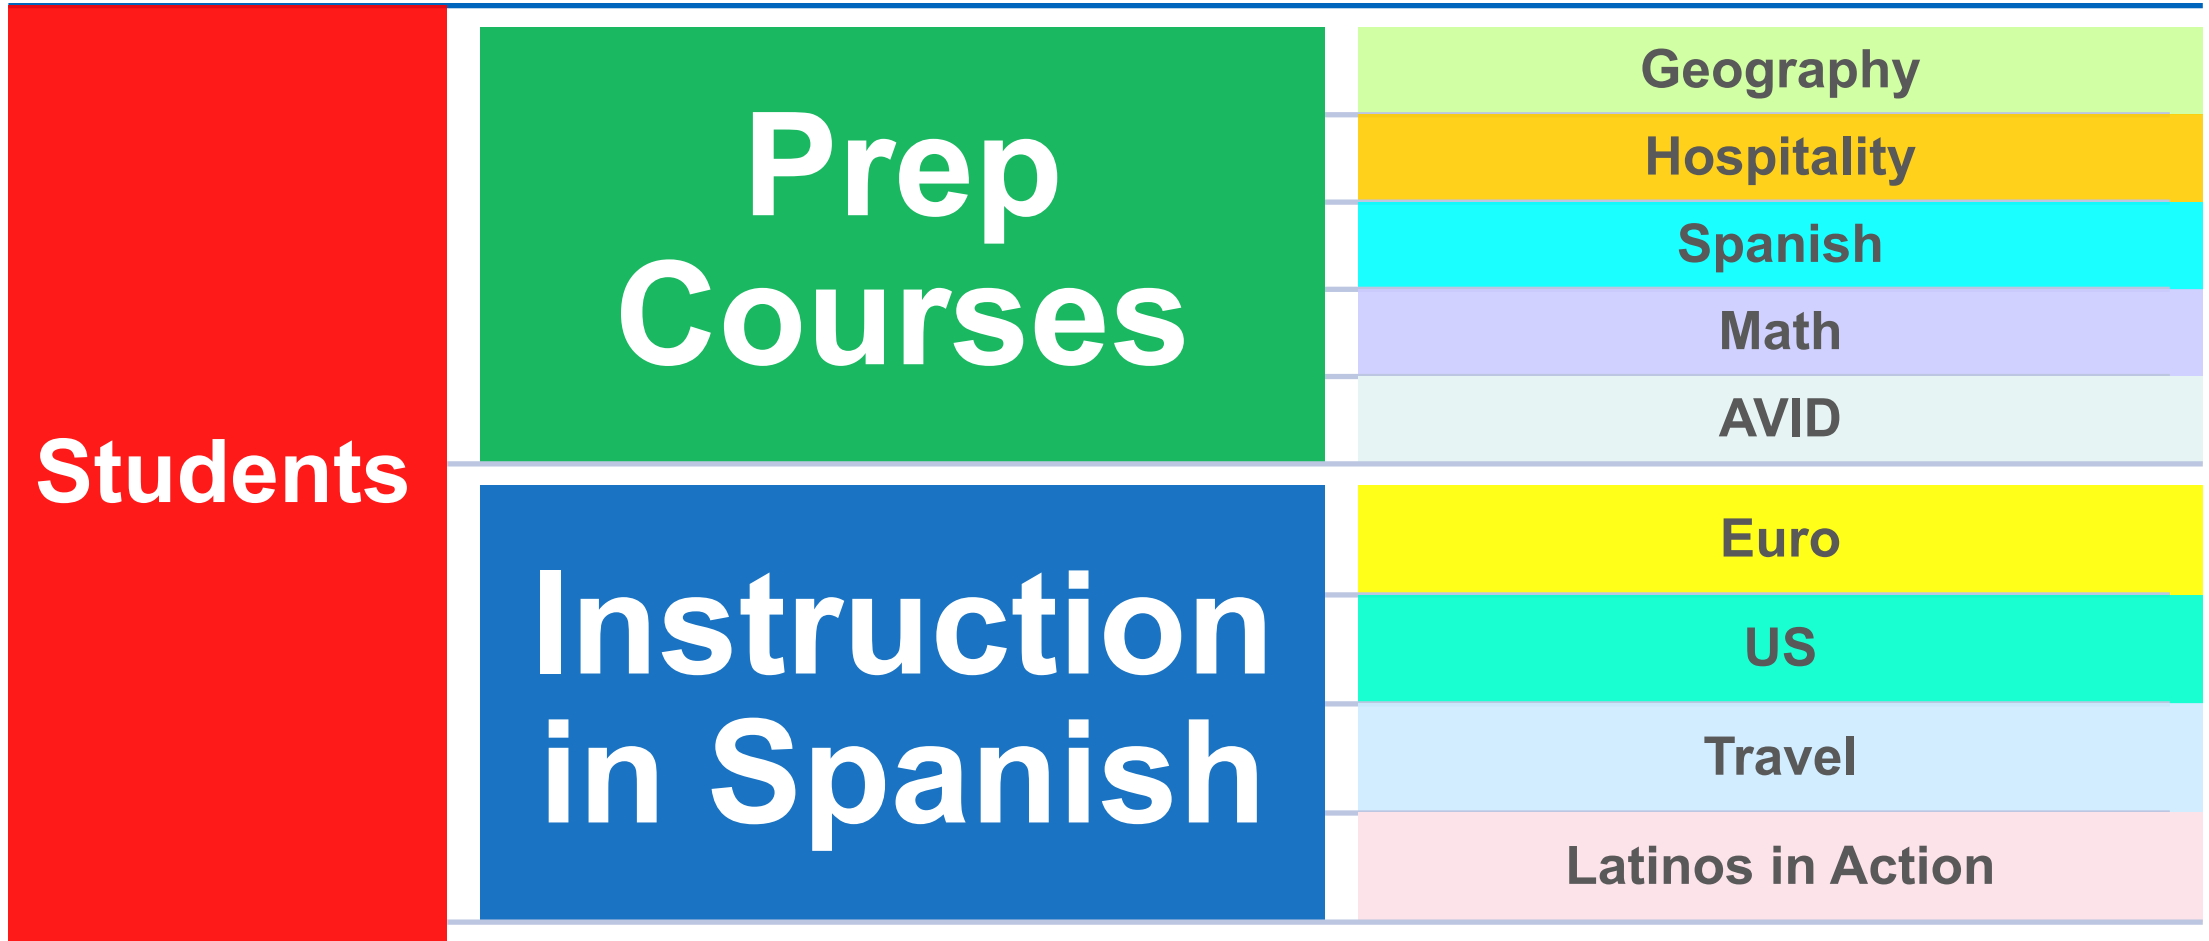 Students
Prep
Courses
Geography
Hospitality
Spanish
Math
AVID
Instruction
in Spanish
Euro
US
Travel
Latinos in Action